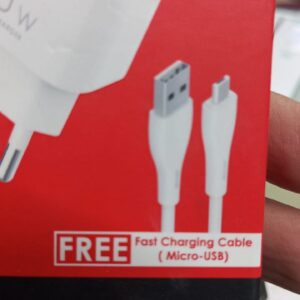 W
FREE
Fast Charging Cable
( Micro-USB)